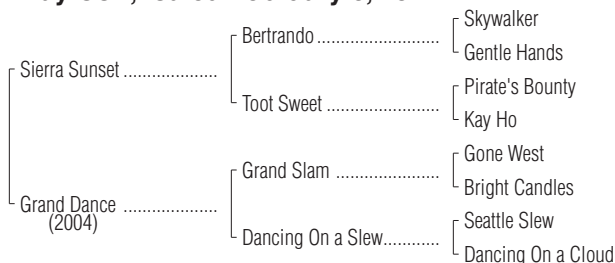 Skywalker
Bertrando
Gentle Hands
Sierra Sunset
Pirate's Bounty
Toot Sweet
Kay Ho
Gone West
Grand Slam
Bright Candles
Grand Dance
(2004)
Seattle Slew
Dancing On a Slew
Dancing On a Cloud